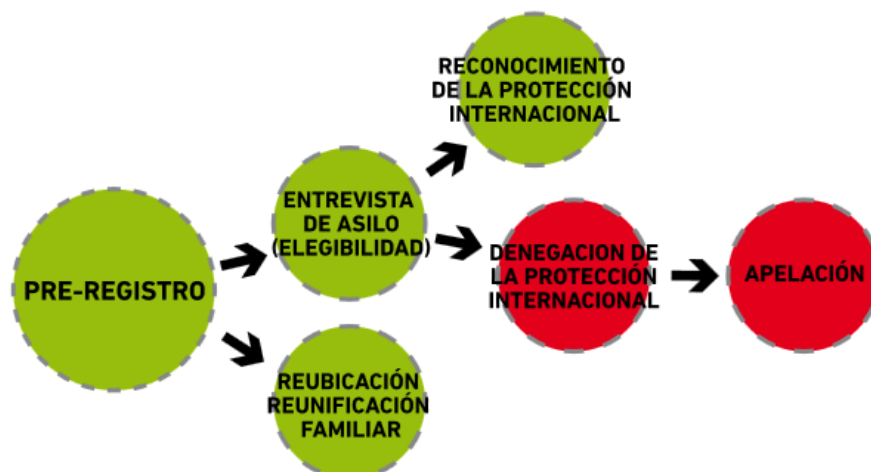 RECONOCIMIENTO
DE LA PROTECCIÓN
INTERNACIONAL
ENTREVISTA
DE ASILO
(ELEGIBILIDAD)
DENEGACION DE
LA PROTECCIÓN
INTERNACIONAL
APELACIÓN
PRE-REGISTRO
REUBICACIÓN
REUNIFICACIÓN
FAMILIAR